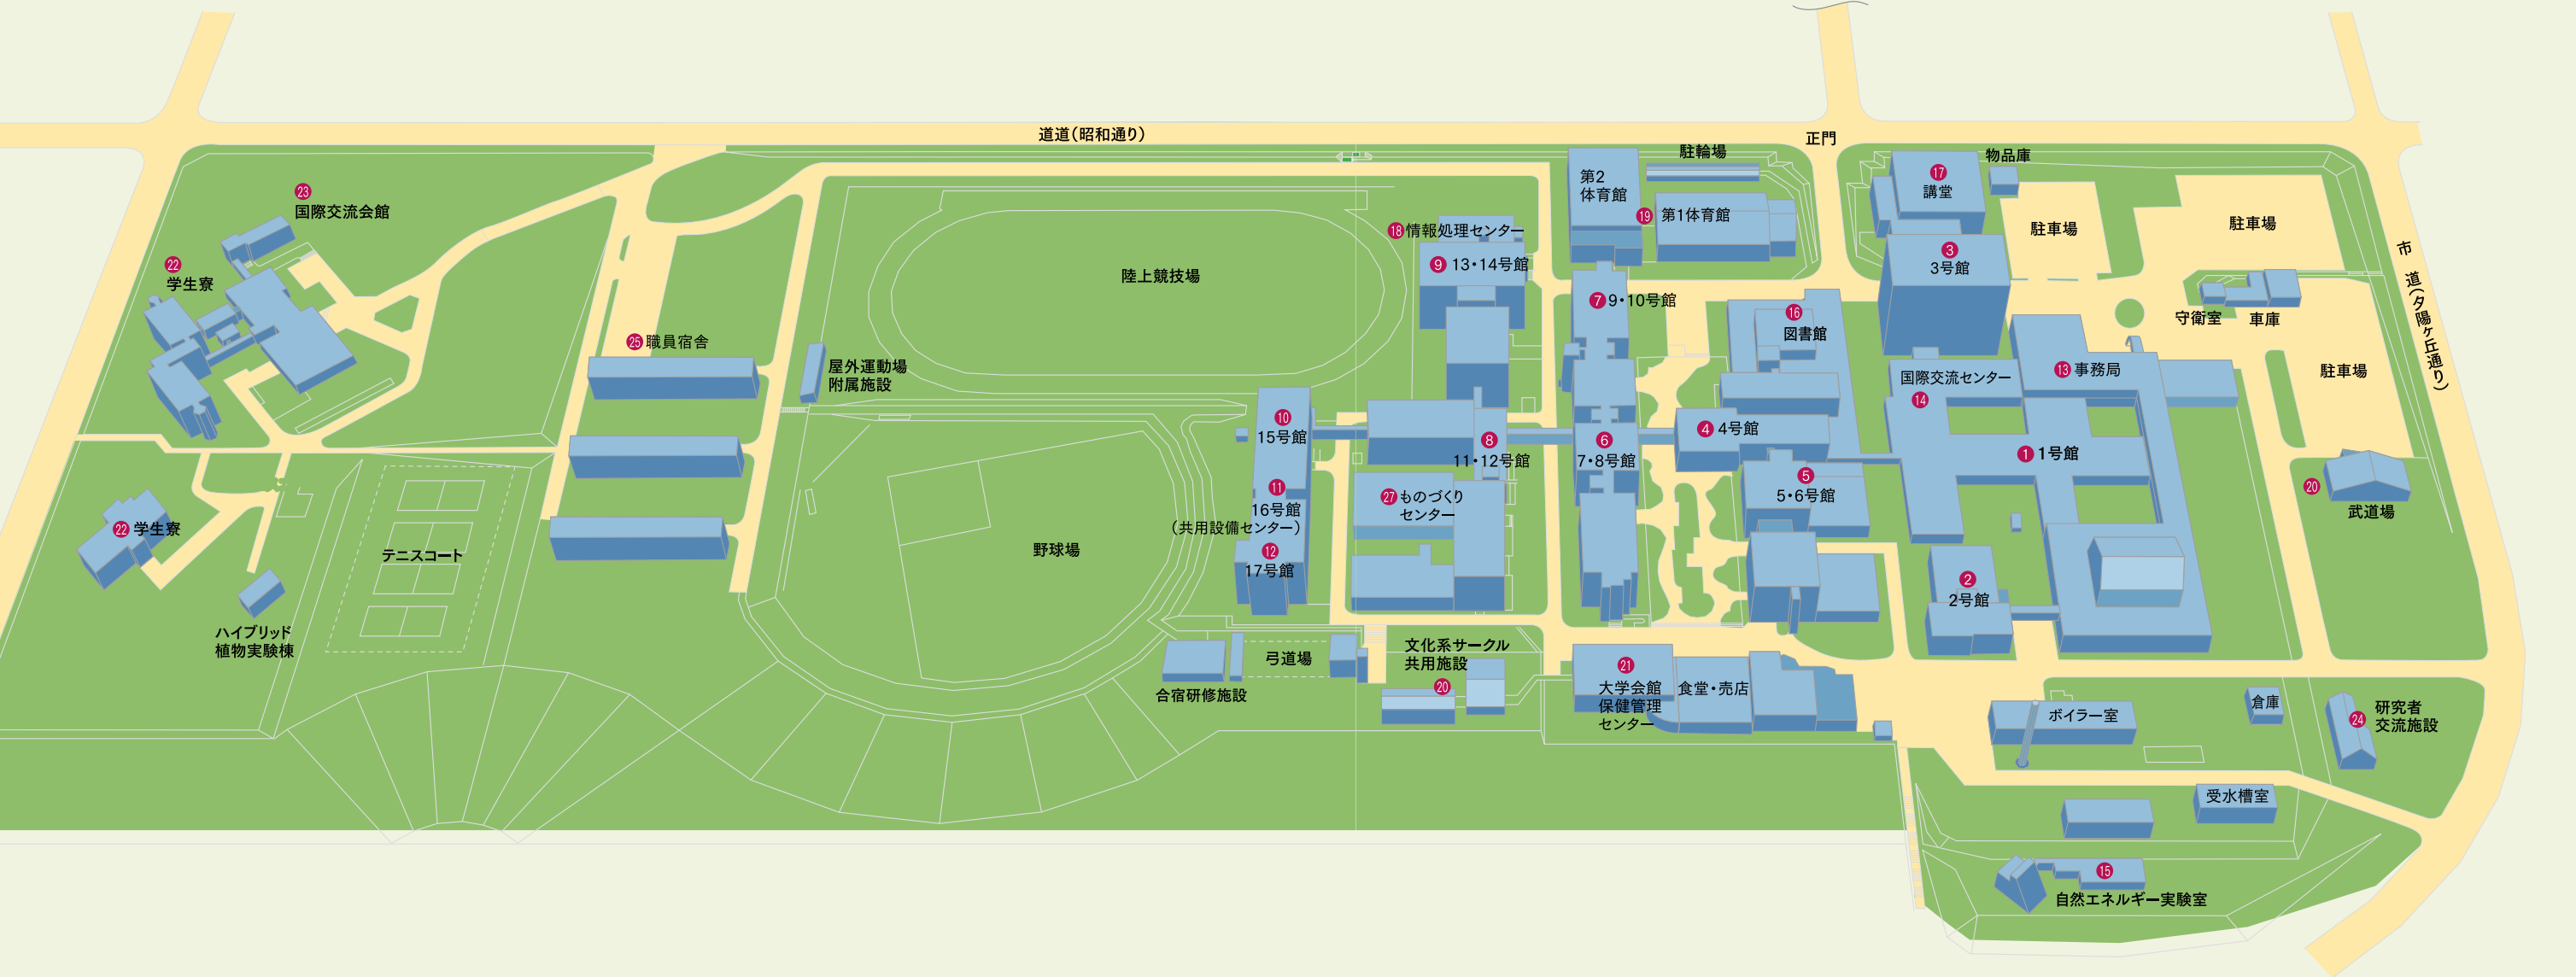 道道（昭和通り）
正門
市道（夕陽ヶ丘通り）
23
国際交流会館
22
学生寮
25 職員宿舎
屋外運動場
附属施設
陸上競技場
18 情報処理センター
9 13・14号館
第2
体育館
駐輪場
19 第1体育館
7 9・10号館
16
図書館
17
講堂
物品庫
3
3号館
駐車場
駐車場
守衛室
車庫
駐車場
13 事務局
国際交流センター
14
1 1号館
4 4号館
5
5・6号館
6
7・8号館
8
11・12号館
10
15号館
11
16号館
（共用設備センター）
12
17号館
27 ものづくり
センター
20
武道場
2
2号館
22 学生寮
テニスコート
野球場
ハイブリッド
植物実験棟
合宿研修施設
弓道場
文化系サークル
共用施設
20
21
大学会館
保健管理
センター
食堂・売店
ボイラー室
倉庫
24 研究者
交流施設
受水槽室
15
自然エネルギー実験室